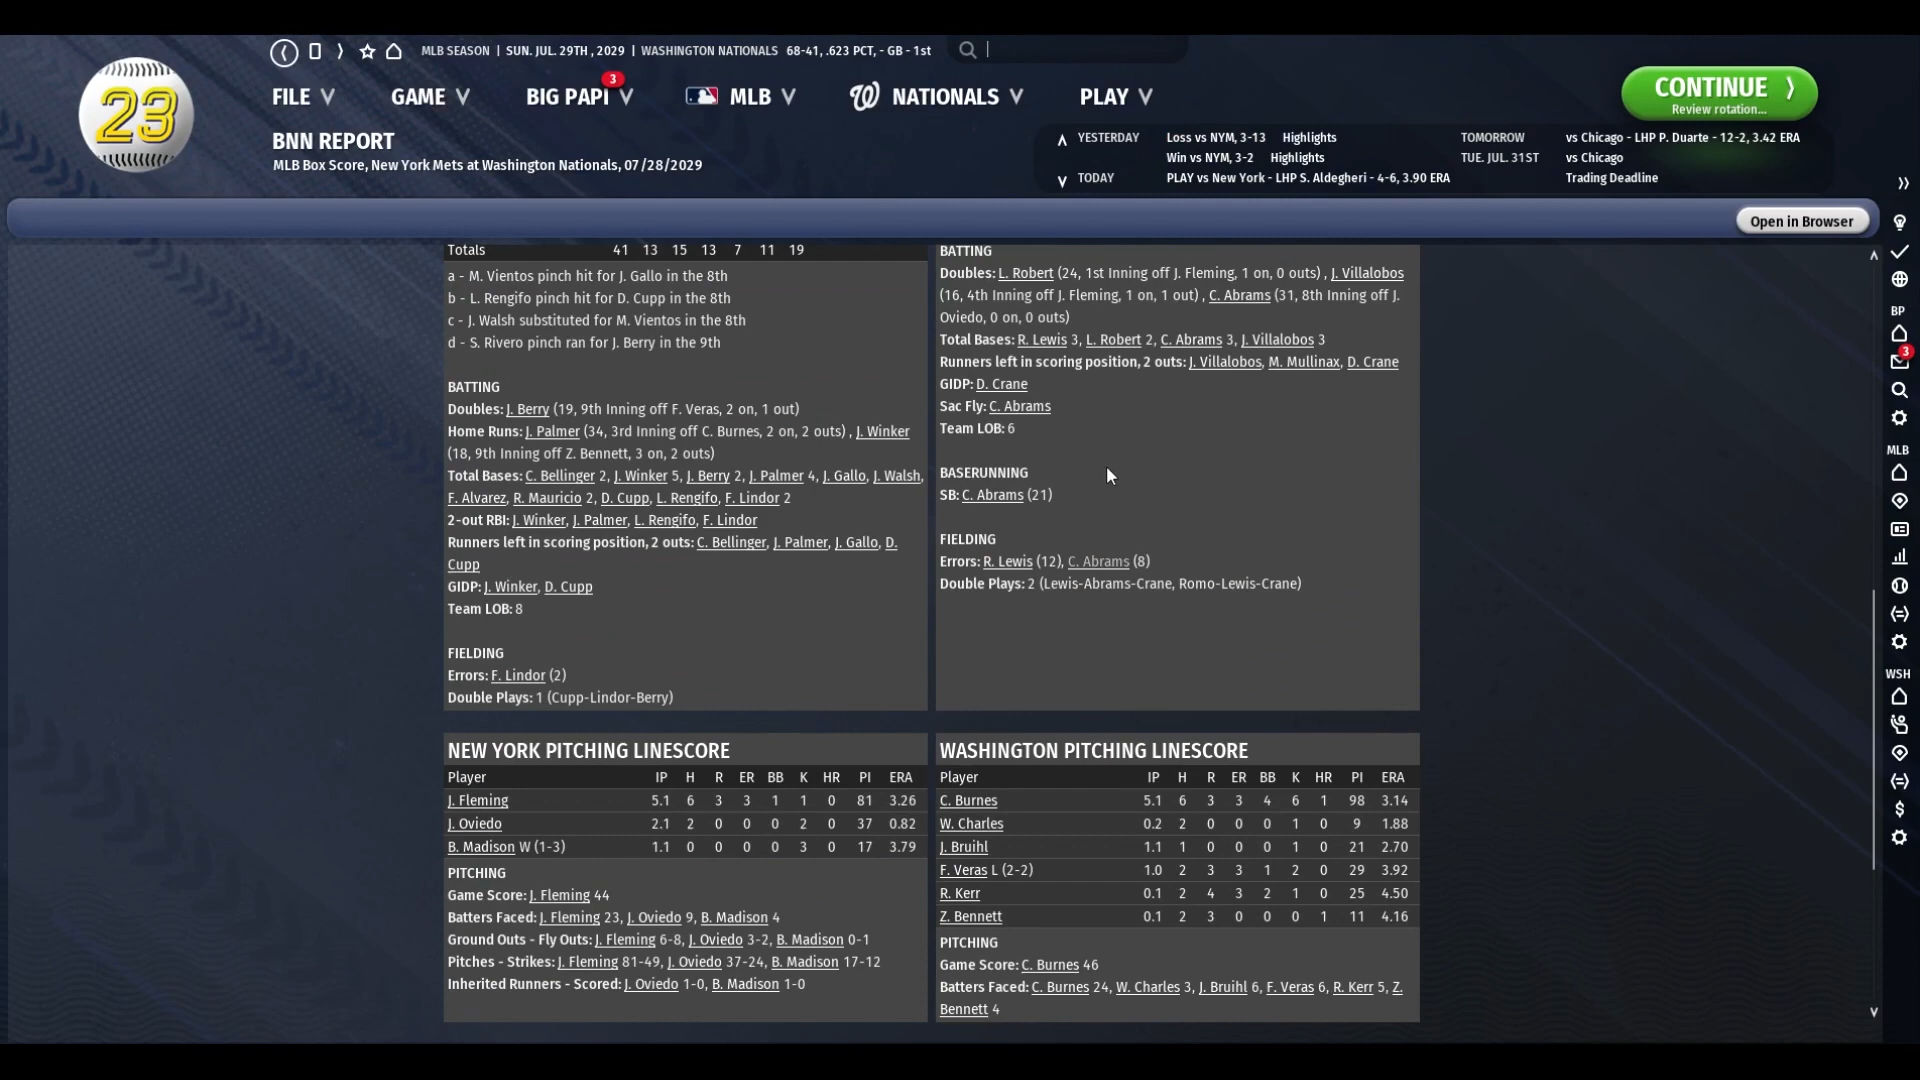 MLB SEASON | SUN. JUL. 29TH , 2029 | WASHINGTON NATIONALS 68-41, .623 PCT, - GB - 1st
23
FILE GAME BIG PAPI 3 MLB NATIONALS PLAY
CONTINUE
Review rotation...
BNN REPORT
MLB Box Score, New York Mets at Washington Nationals, 07/28/2029
YESTERDAY Loss vs NYM, 3-13 Highlights TOMORROW vs Chicago - LHP P. Duarte - 12-2, 3.42 ERA
Win vs NYM, 3-2 Highlights TUE. JUL. 31ST vs Chicago
TODAY PLAY vs New York - LHP S. Aldegheri - 4-6, 3.90 ERA Trading Deadline
Open in Browser
Totals 41 13 15 13 7 11 19
a - M. Vientos pinch hit for J. Gallo in the 8th
b - L. Rengifo pinch hit for D. Cupp in the 8th
c - J. Walsh substituted for M. Vientos in the 8th
d - S. Rivero pinch ran for J. Berry in the 9th
BATTING
Doubles: J. Berry (19, 9th Inning off F. Veras, 2 on, 1 out)
Home Runs: J. Palmer (34, 3rd Inning off C. Burnes, 2 on, 2 outs) , J. Winker
(18, 9th Inning off Z. Bennett, 3 on, 2 outs)
Total Bases: C. Bellinger 2, J. Winker 5, J. Berry 2, J. Palmer 4, J. Gallo, J. Walsh,
F. Alvarez, R. Mauricio 2, D. Cupp, L. Rengifo, F. Lindor 2
2-out RBI: J. Winker, J. Palmer, L. Rengifo, F. Lindor
Runners left in scoring position, 2 outs: C. Bellinger, J. Palmer, J. Gallo, D.
Cupp
GIDP: J. Winker, D. Cupp
Team LOB: 8
FIELDING
Errors: F. Lindor (2)
Double Plays: 1 (Cupp-Lindor-Berry)
BATTING
Doubles: L. Robert (24, 1st Inning off J. Fleming, 1 on, 0 outs) , J. Villalobos
(16, 4th Inning off J. Fleming, 1 on, 1 out) , C. Abrams (31, 8th Inning off J.
Oviedo, 0 on, 0 outs)
Total Bases: R. Lewis 3, L. Robert 2, C. Abrams 3, J. Villalobos 3
Runners left in scoring position, 2 outs: J. Villalobos, M. Mullinax, D. Crane
GIDP: D. Crane
Sac Fly: C. Abrams
Team LOB: 6
BASERUNNING
SB: C. Abrams (21)
FIELDING
Errors: R. Lewis (12), C. Abrams (8)
Double Plays: 2 (Lewis-Abrams-Crane, Romo-Lewis-Crane)
NEW YORK PITCHING LINESCORE
Player IP H R ER BB K HR PI ERA
J. Fleming 5.1 6 3 3 1 1 0 81 3.26
J. Oviedo 2.1 2 0 0 0 2 0 37 0.82
B. Madison W (1-3) 1.1 0 0 0 0 3 0 17 3.79
PITCHING
Game Score: J. Fleming 44
Batters Faced: J. Fleming 23, J. Oviedo 9, B. Madison 4
Ground Outs - Fly Outs: J. Fleming 6-8, J. Oviedo 3-2, B. Madison 0-1
Pitches - Strikes: J. Fleming 81-49, J. Oviedo 37-24, B. Madison 17-12
Inherited Runners - Scored: J. Oviedo 1-0, B. Madison 1-0
WASHINGTON PITCHING LINESCORE
Player IP H R ER BB K HR PI ERA
C. Burnes 5.1 6 3 3 4 6 1 98 3.14
W. Charles 0.2 2 0 0 0 1 0 9 1.88
J. Bruihl 1.1 1 0 0 0 1 0 21 2.70
F. Veras L (2-2) 1.0 2 3 3 1 2 0 29 3.92
R. Kerr 0.1 2 4 3 2 1 0 25 4.50
Z. Bennett 0.1 2 3 0 0 0 1 11 4.16
PITCHING
Game Score: C. Burnes 46
Batters Faced: C. Burnes 24, W. Charles 3, J. Bruihl 6, F. Veras 6, R. Kerr 5, Z.
Bennett 4
BP
3
MLB
WSH